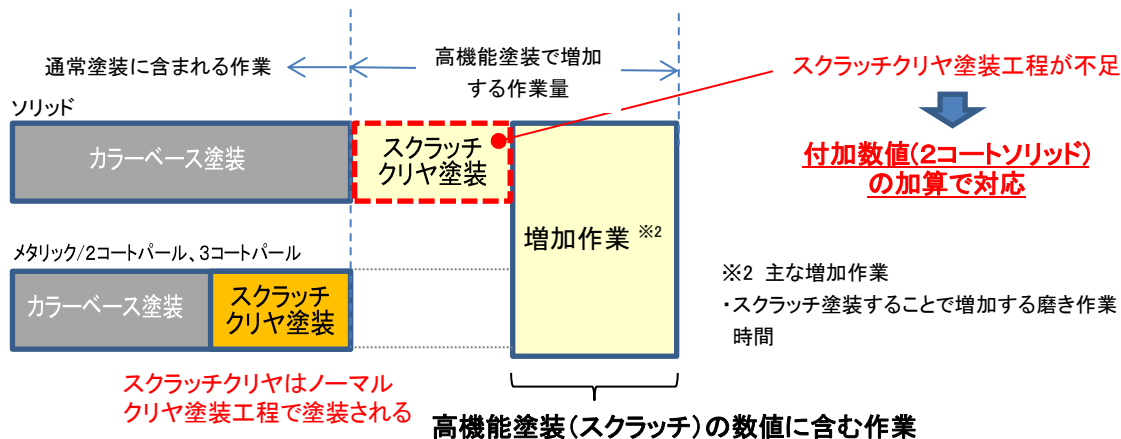 通常塗装に含まれる作業
高機能塗装で増加
する作業量
スクラッチクリヤ塗装工程が不足
ソリッド
カラーベース塗装
スクラッチ
クリヤ塗装
付加数値(2コートソリッド)
の加算で対応
増加作業 ※2
メタリック/2コートパール、3コートパール
カラーベース塗装
スクラッチ
クリヤ塗装
※2 主な増加作業
・スクラッチ塗装することで増加する磨き作業
時間
スクラッチクリヤはノーマル
クリヤ塗装工程で塗装される
高機能塗装(スクラッチ)の数値に含む作業